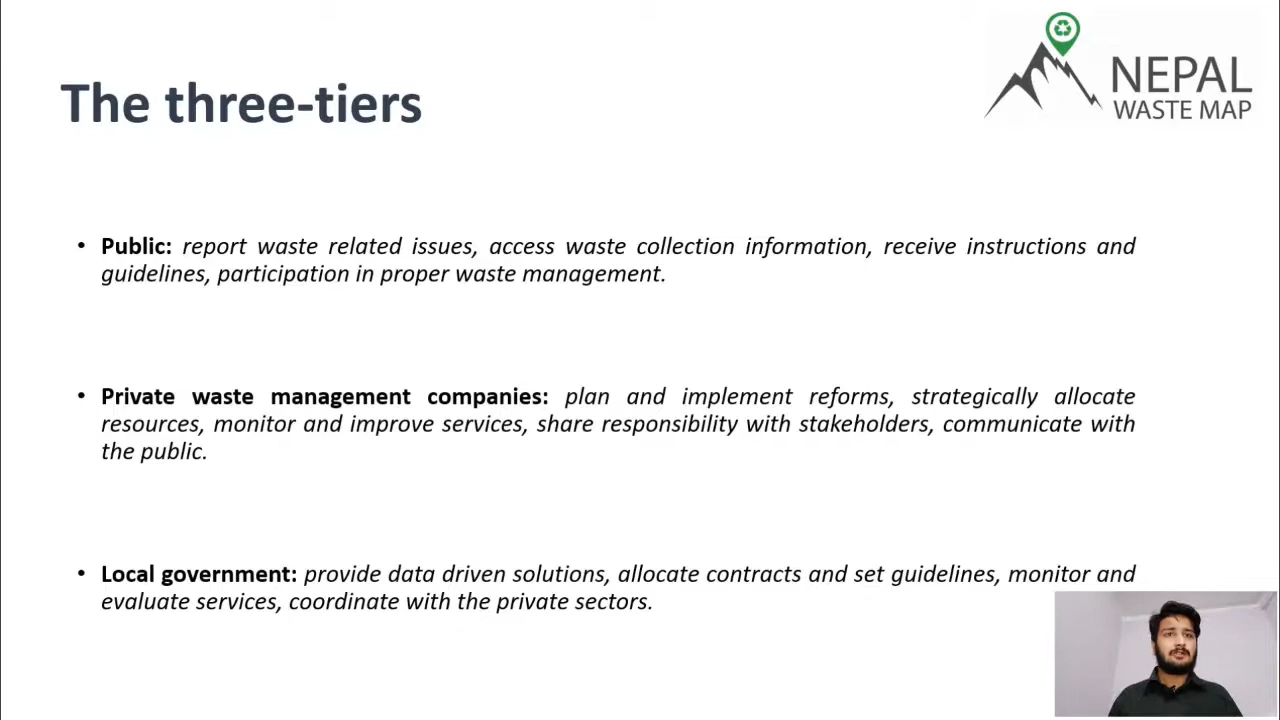 The three-tiers
NEPAL
WASTE MAP
• Public: report waste related issues, access waste collection information, receive instructions and
guidelines, participation in proper waste management.
• Private waste management companies: plan and implement reforms, strategically allocate
resources, monitor and improve services, share responsibility with stakeholders, communicate with
the public.
• Local government: provide data driven solutions, allocate contracts and set guidelines, monitor and
evaluate services, coordinate with the private sectors.